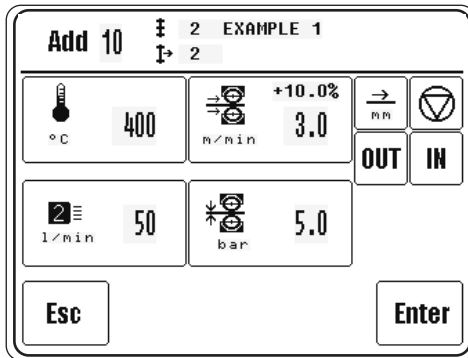 Add 10
2 EXAMPLE 1
2
°C 400
+10.0%
m/min 3.0
mm
OUT IN
2
l/min 50
bar 5.0
Esc Enter